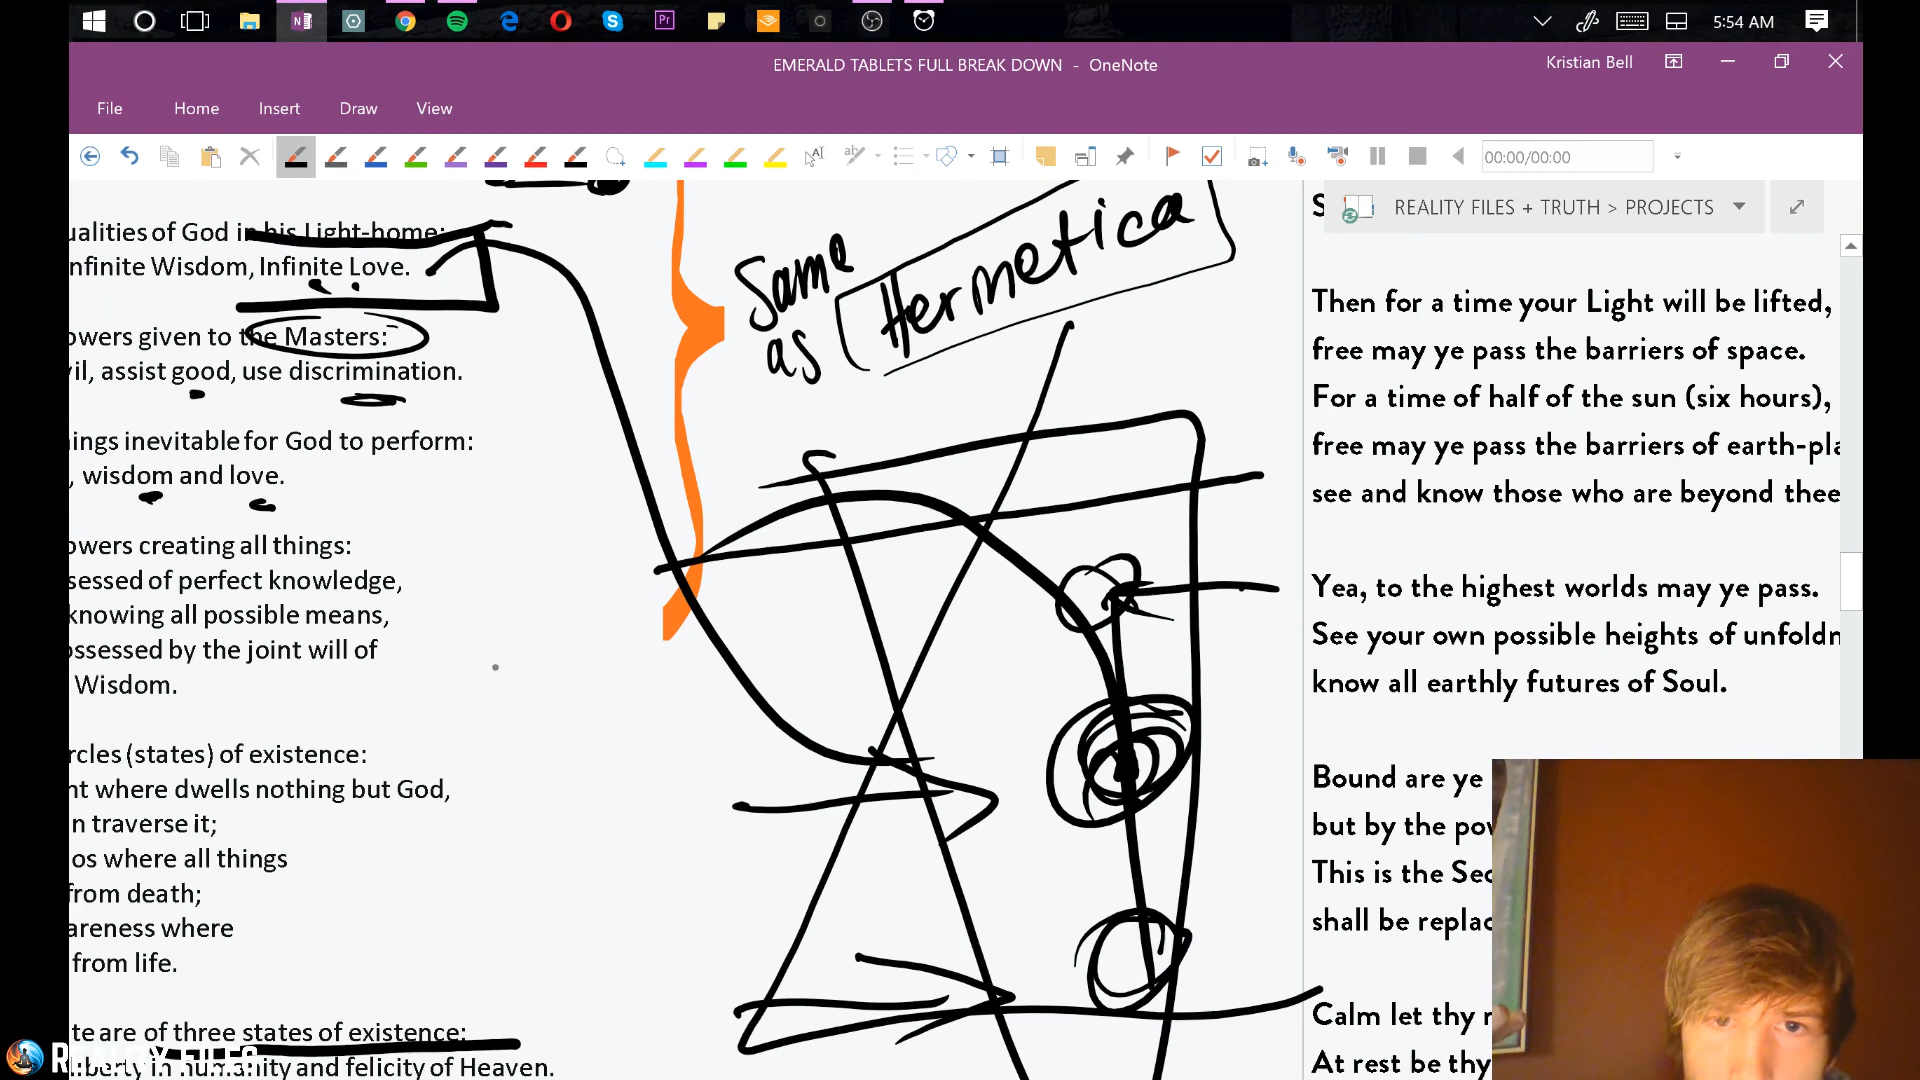 5:54 AM
EMERALD TABLETS FULL BREAK DOWN - OneNote
Kristian Bell
File Home Insert Draw View
00:00/00:00
REALITY FILES + TRUTH > PROJECTS
ualities of God in his Light-home:
nfinite Wisdom, Infinite Love.
owers given to the Masters:
vil, assist good, use discrimination.
ings inevitable for God to perform:
, wisdom and love.
owers creating all things:
sessed of perfect knowledge,
knowing all possible means,
ossessed by the joint will of
Wisdom.
rcles (states) of existence:
nt where dwells nothing but God,
n traverse it;
os where all things
from death;
areness where
from life.
te are of three states of existence:
liberty in humanity and felicity of Heaven.
REALITY FILES
Same
as Hermetica
S
Then for a time your Light will be lifted,
free may ye pass the barriers of space.
For a time of half of the sun (six hours),
free may ye pass the barriers of earth-pla
see and know those who are beyond thee
Yea, to the highest worlds may ye pass.
See your own possible heights of unfoldn
know all earthly futures of Soul.
Bound are ye
but by the pow
This is the Sec
shall be replac
Calm let thy r
At rest be thy